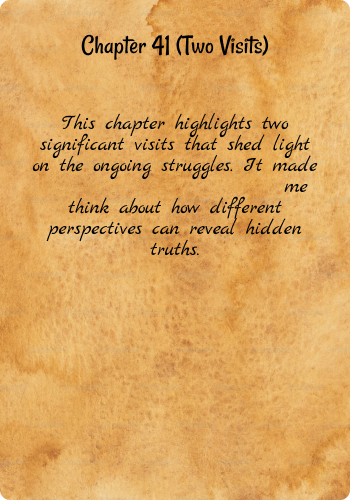 Chapter 41 (Two Visits)
This chapter highlights two
significant visits that shed light
on the ongoing struggles. It made
me
think about how different
perspectives can reveal hidden
truths.